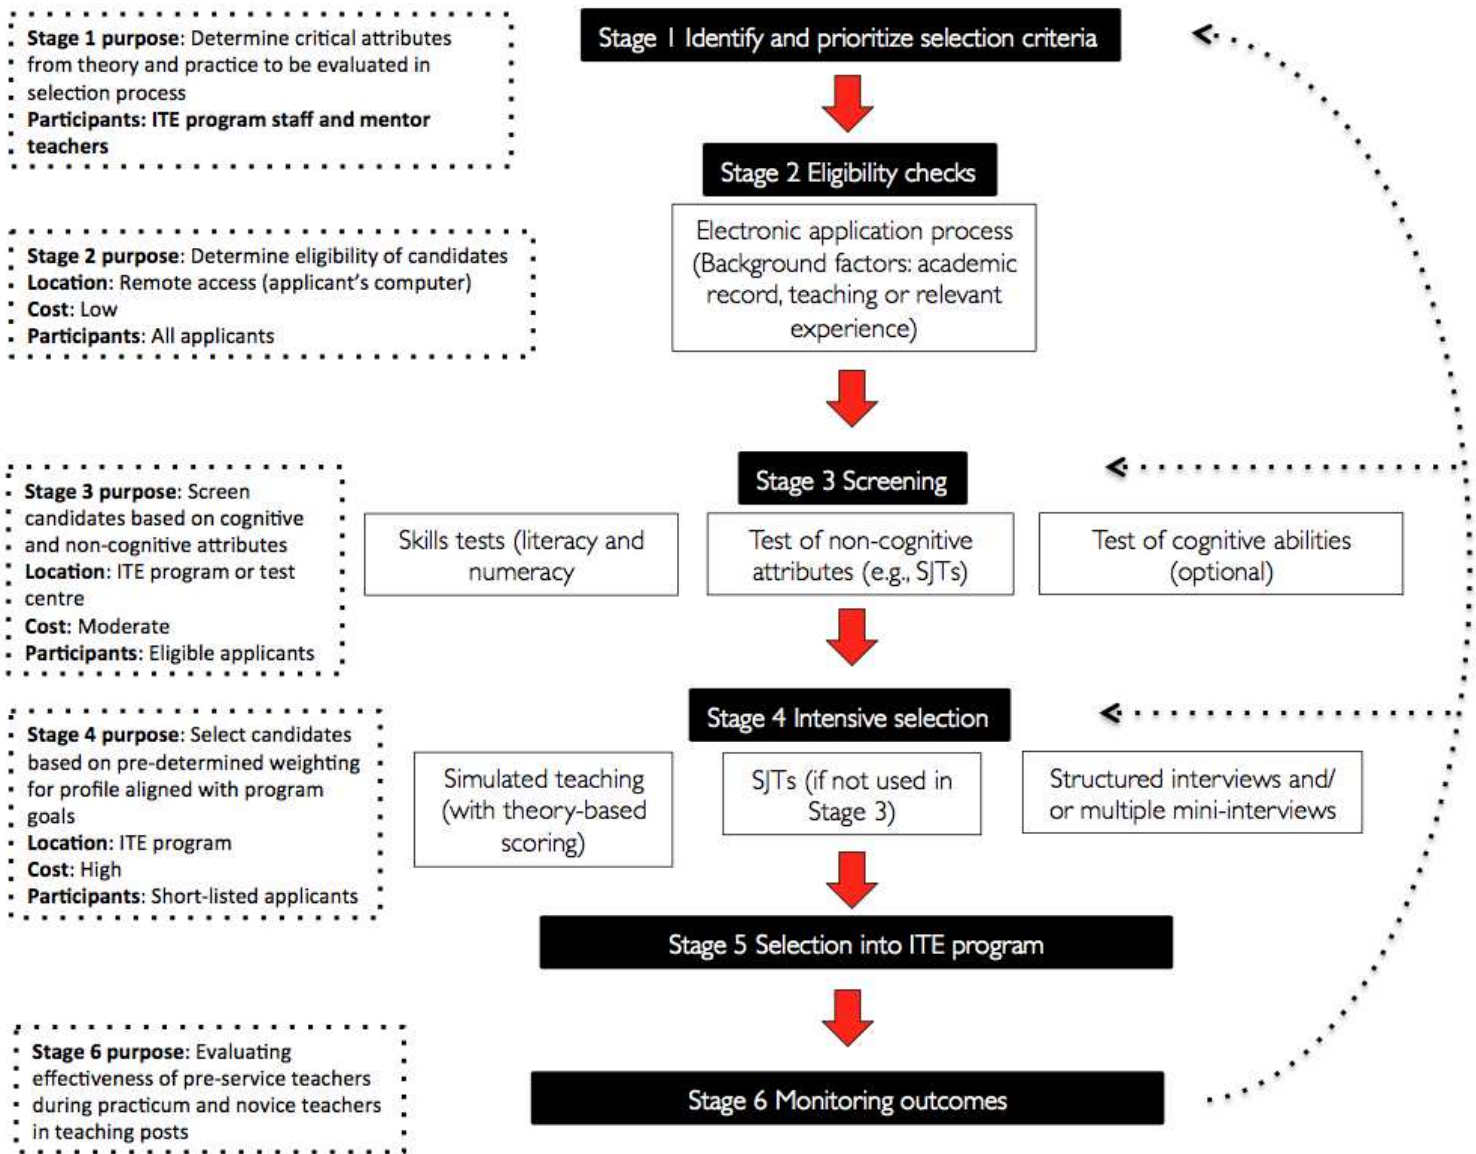 Stage 1 purpose: Determine critical attributes
from theory and practice to be evaluated in
selection process
Participants: ITE program staff and mentor
teachers
Stage 1 Identify and prioritize selection criteria
Stage 2 Eligibility checks
Stage 2 purpose: Determine eligibility of candidates
Location: Remote access (applicant's computer)
Cost: Low
Participants: All applicants
Electronic application process
(Background factors: academic
record, teaching or relevant
experience)
Stage 3 Screening
Stage 3 purpose: Screen
candidates based on cognitive
and non-cognitive attributes
Location: ITE program or test
centre
Cost: Moderate
Participants: Eligible applicants
Skills tests (literacy and
numeracy
Test of non-cognitive
attributes (e.g., SJTs)
Test of cognitive abilities
(optional)
Stage 4 Intensive selection
Stage 4 purpose: Select candidates
based on pre-determined weighting
for profile aligned with program
goals
Location: ITE program
Cost: High
Participants: Short-listed applicants
Simulated teaching
(with theory-based
scoring)
SJTs (if not used in
Stage 3)
Structured interviews and/
or multiple mini-interviews
Stage 5 Selection into ITE program
Stage 6 purpose: Evaluating
effectiveness of pre-service teachers
during practicum and novice teachers
in teaching posts
Stage 6 Monitoring outcomes